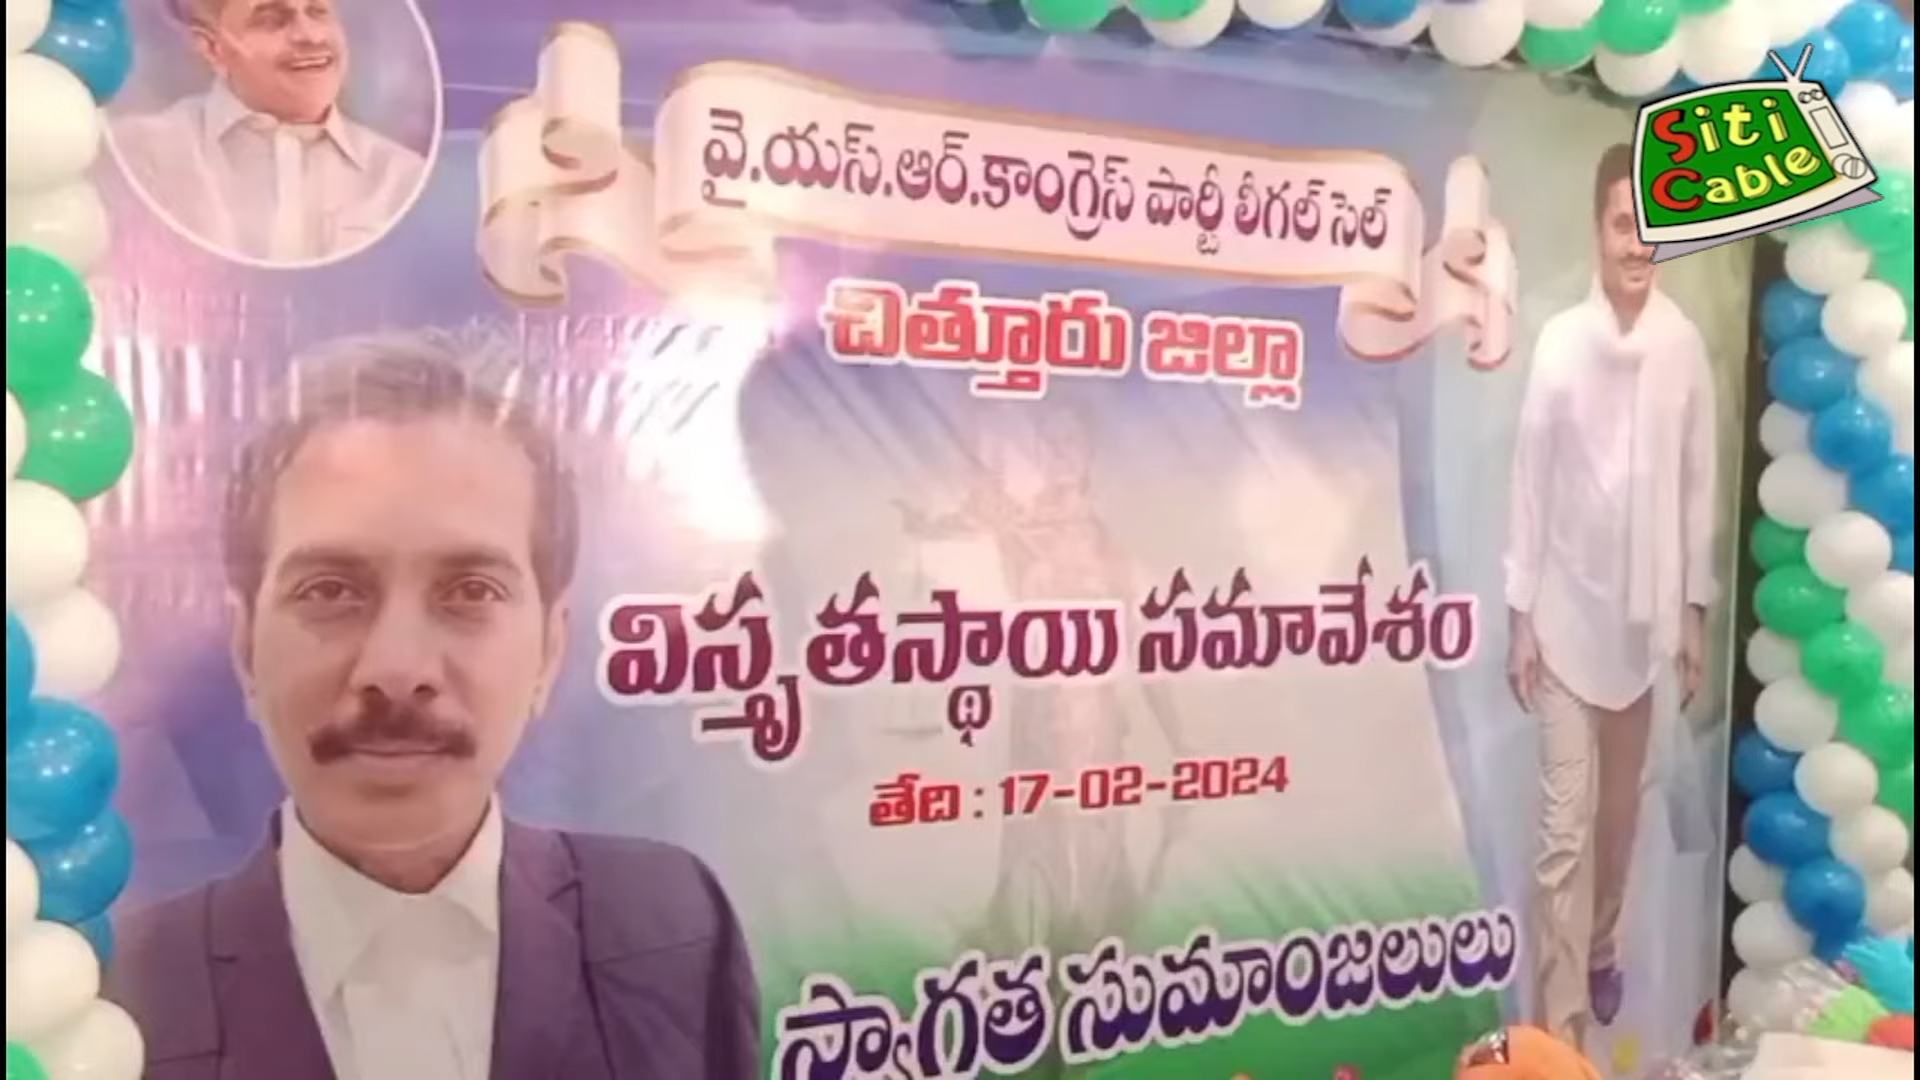 వై.యస్.ఆర్.కాంగ్రెస్ పార్టీ లీగల్ సెల్
Siti
Cable
చిత్తూరు జిల్లా
విస్మృతస్థాయి సమావేశం
తేది : 17-02-2024
స్వాగత సుమాంజలులు